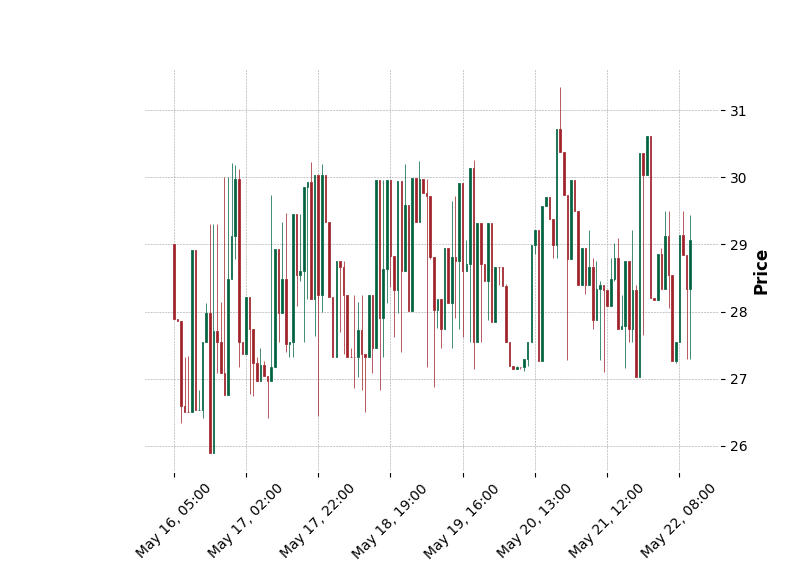 31
30
29
28
27
26
Price
May 16, 05:00
May 17, 02:00
May 17, 22:00
May 18, 19:00
May 19, 16:00
May 20, 13:00
May 21, 12:00
May 22, 08:00